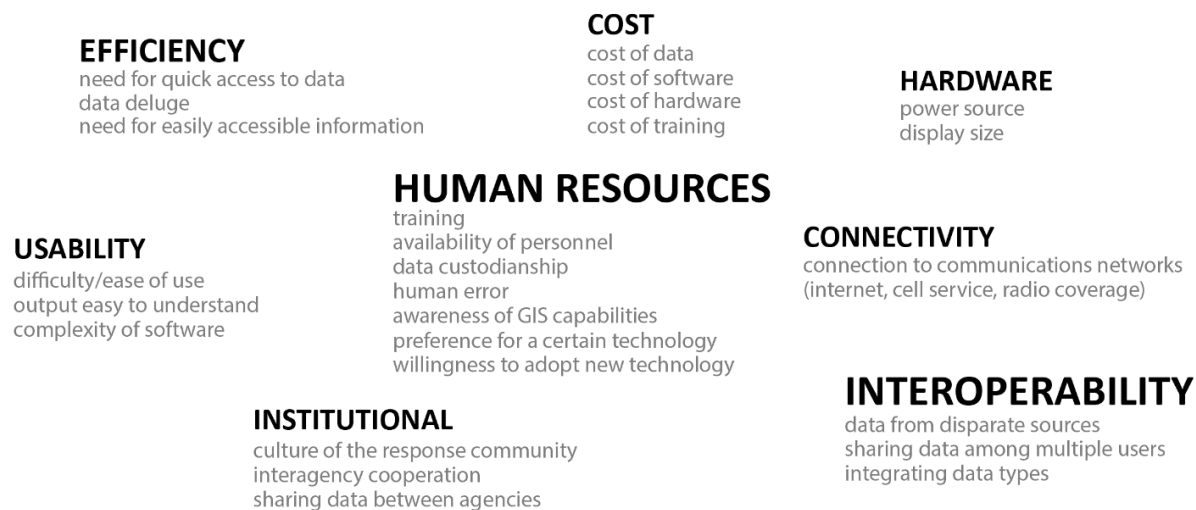 EFFICIENCY
need for quick access to data
data deluge
need for easily accessible information
COST
cost of data
cost of software
cost of hardware
cost of training
HARDWARE
power source
display size
HUMAN RESOURCES
training
availability of personnel
data custodianship
human error
awareness of GIS capabilities
preference for a certain technology
willingness to adopt new technology
USABILITY
difficulty/ease of use
output easy to understand
complexity of software
CONNECTIVITY
connection to communications networks
(internet, cell service, radio coverage)
INSTITUTIONAL
culture of the response community
interagency cooperation
sharing data between agencies
INTEROPERABILITY
data from disparate sources
sharing data among multiple users
integrating data types